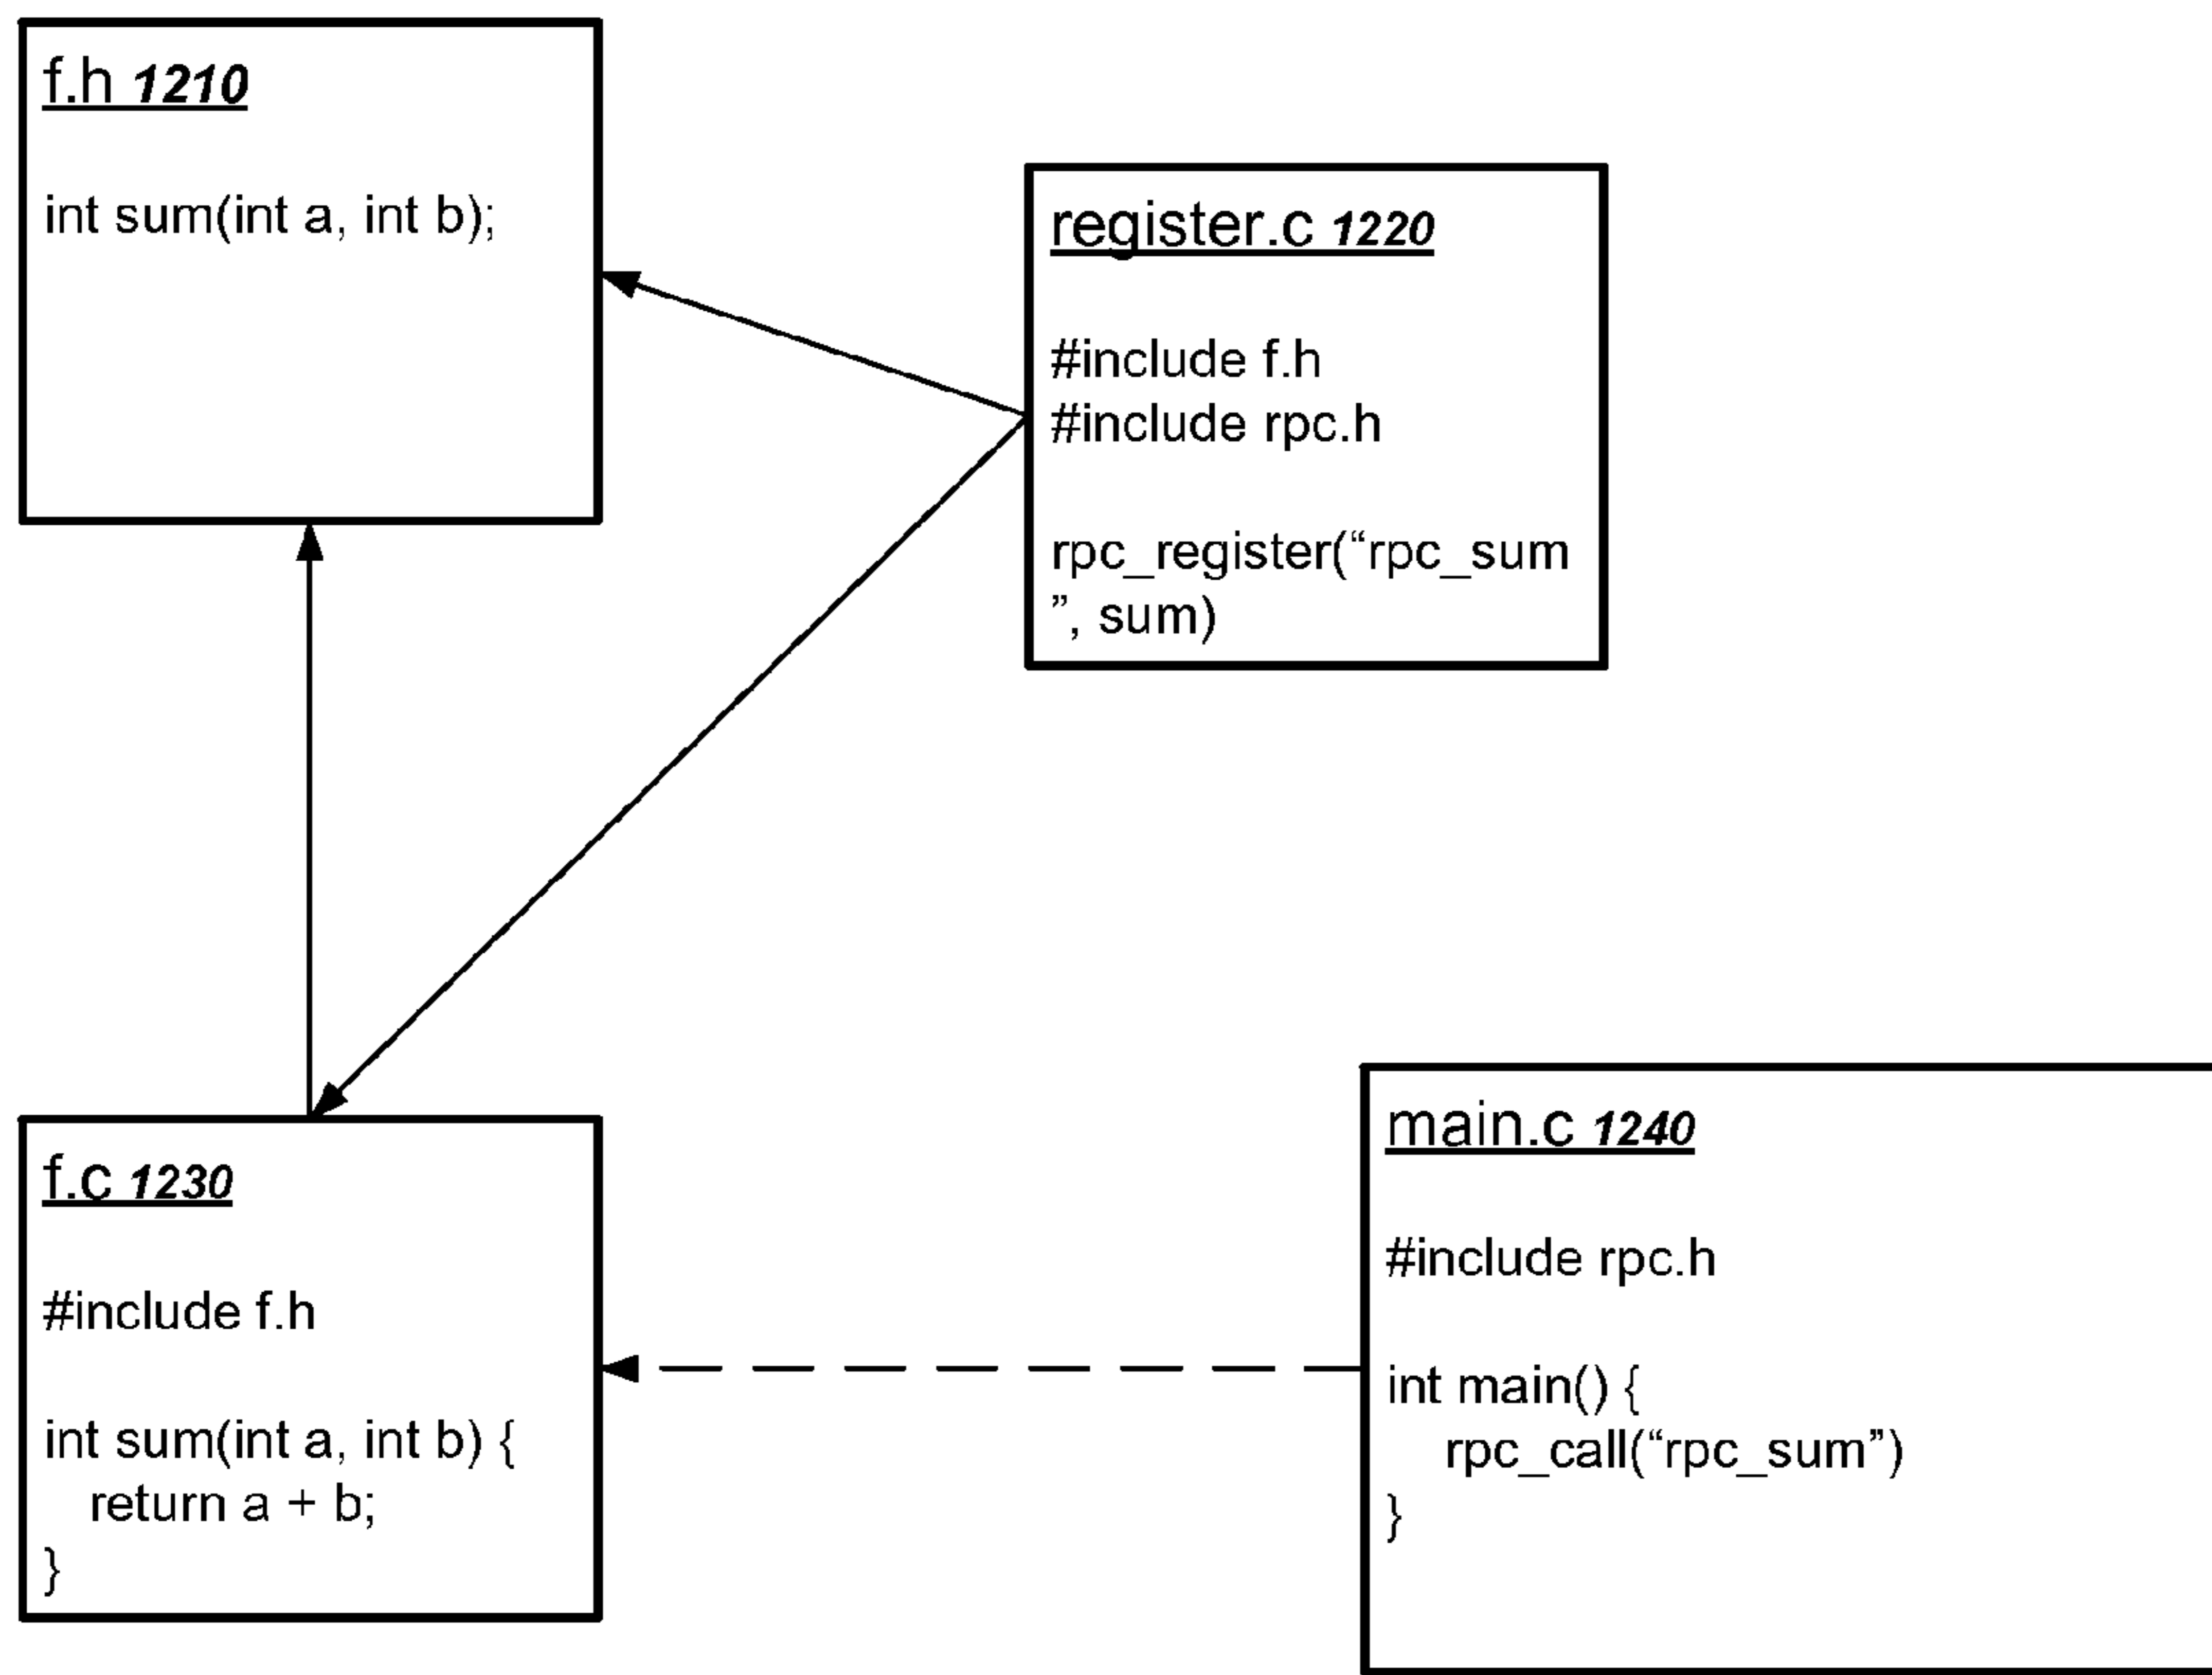 f.h 1210
int sum(int a, int b);
register.c 1220
#include f.h
#include rpc.h
rpc_register(“rpc_sum
”, sum)
f.c 1230
#include f.h
int sum(int a, int b) {
return a + b;
}
main.c 1240
#include rpc.h
int main() {
rpc_call(“rpc_sum”)
}